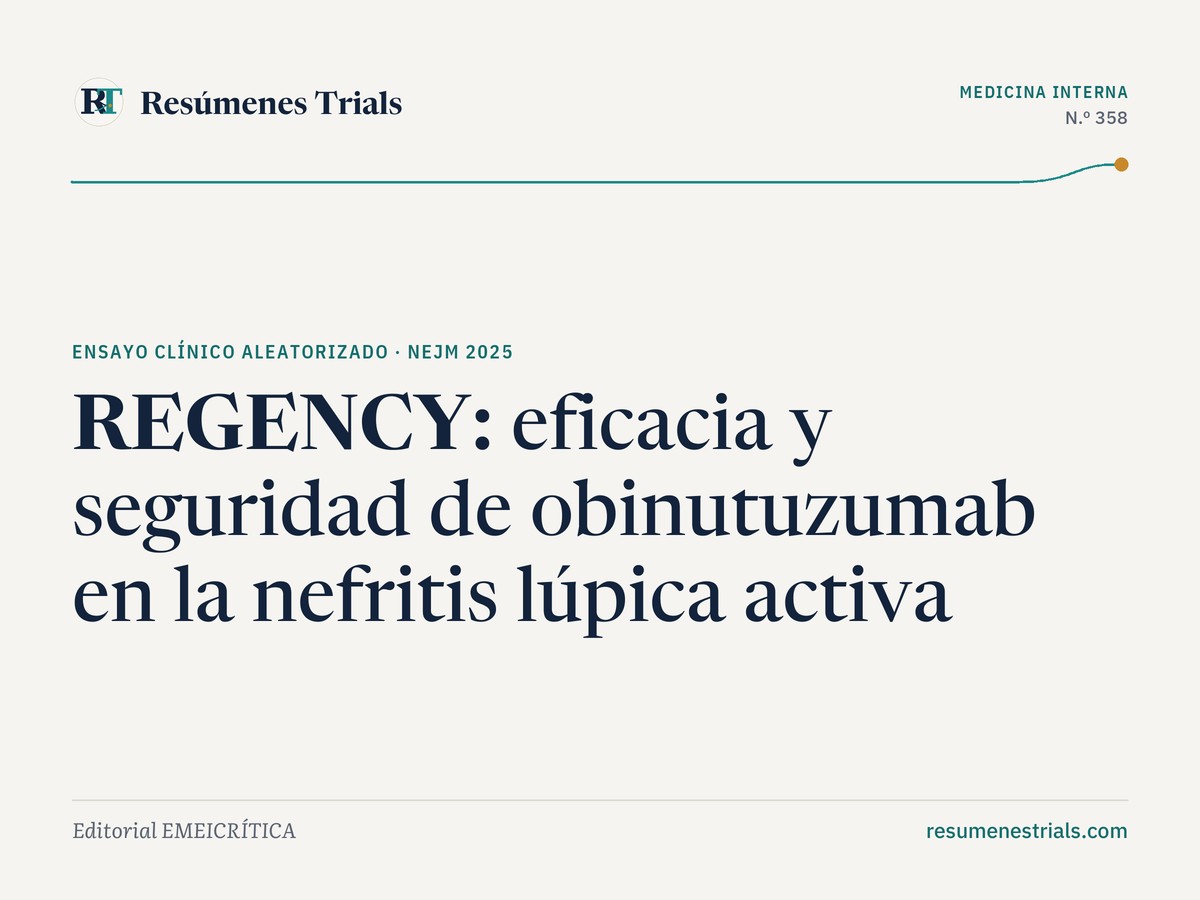 RT Resúmenes Trials
MEDICINA INTERNA
N.º 358
ENSAYO CLÍNICO ALEATORIZADO · NEJM 2025
REGENCY: eficacia y
seguridad de obinutuzumab
en la nefritis lúpica activa
Editorial EMEICRÍTICA
resumenestrials.com